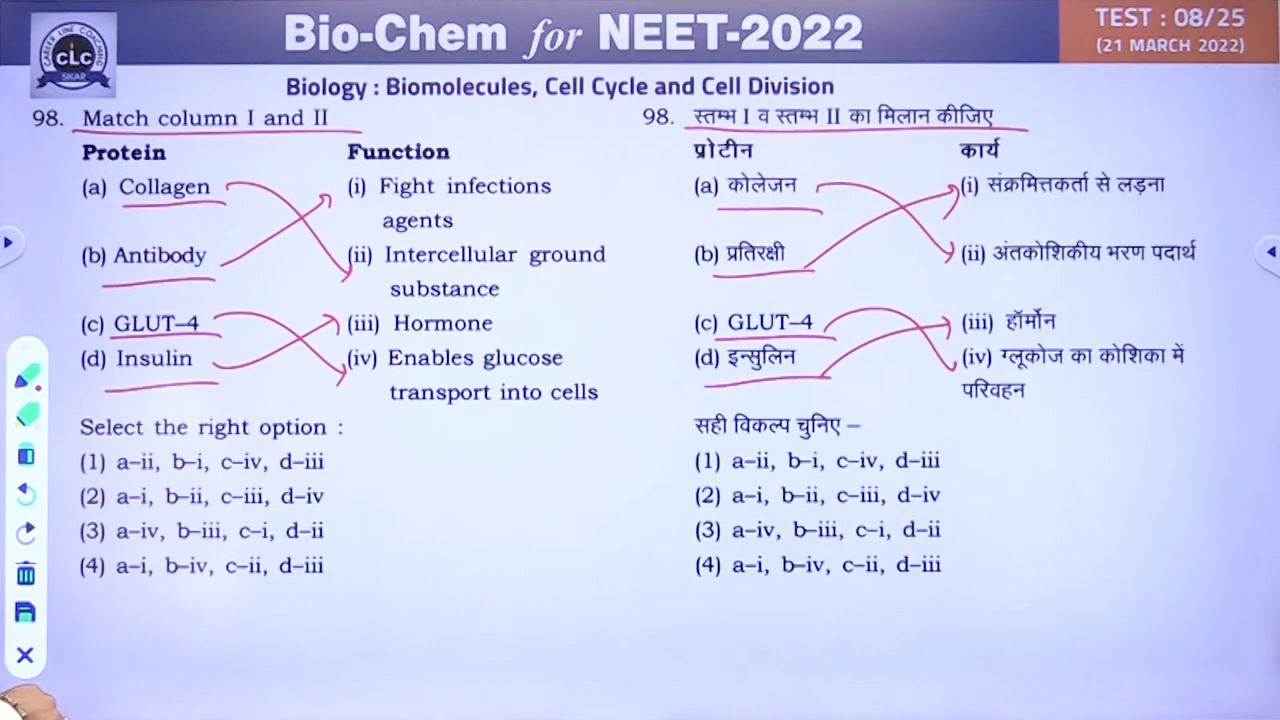 Bio-Chem for NEET-2022
TEST : 08/25
(21 MARCH 2022)
CAREER LINE COACHING
CLC
SIKAR
Biology : Biomolecules, Cell Cycle and Cell Division
98. Match column I and II
Protein Function
(a) Collagen (i) Fight infections
agents
(b) Antibody (ii) Intercellular ground
substance
(c) GLUT–4 (iii) Hormone
(d) Insulin (iv) Enables glucose
transport into cells
Select the right option :
(1) a–ii, b–i, c–iv, d–iii
(2) a–i, b–ii, c–iii, d–iv
(3) a–iv, b–iii, c–i, d–ii
(4) a–i, b–iv, c–ii, d–iii
98. स्तम्भ I व स्तम्भ II का मिलान कीजिए
प्रोटीन कार्य
(a) कोलेजन (i) संक्रमित्तकर्ता से लड़ना
(b) प्रतिरक्षी (ii) अंतकोशिकीय भरण पदार्थ
(c) GLUT–4 (iii) हॉर्मोन
(d) इन्सुलिन (iv) ग्लूकोज का कोशिका में
परिवहन
सही विकल्प चुनिए –
(1) a–ii, b–i, c–iv, d–iii
(2) a–i, b–ii, c–iii, d–iv
(3) a–iv, b–iii, c–i, d–ii
(4) a–i, b–iv, c–ii, d–iii